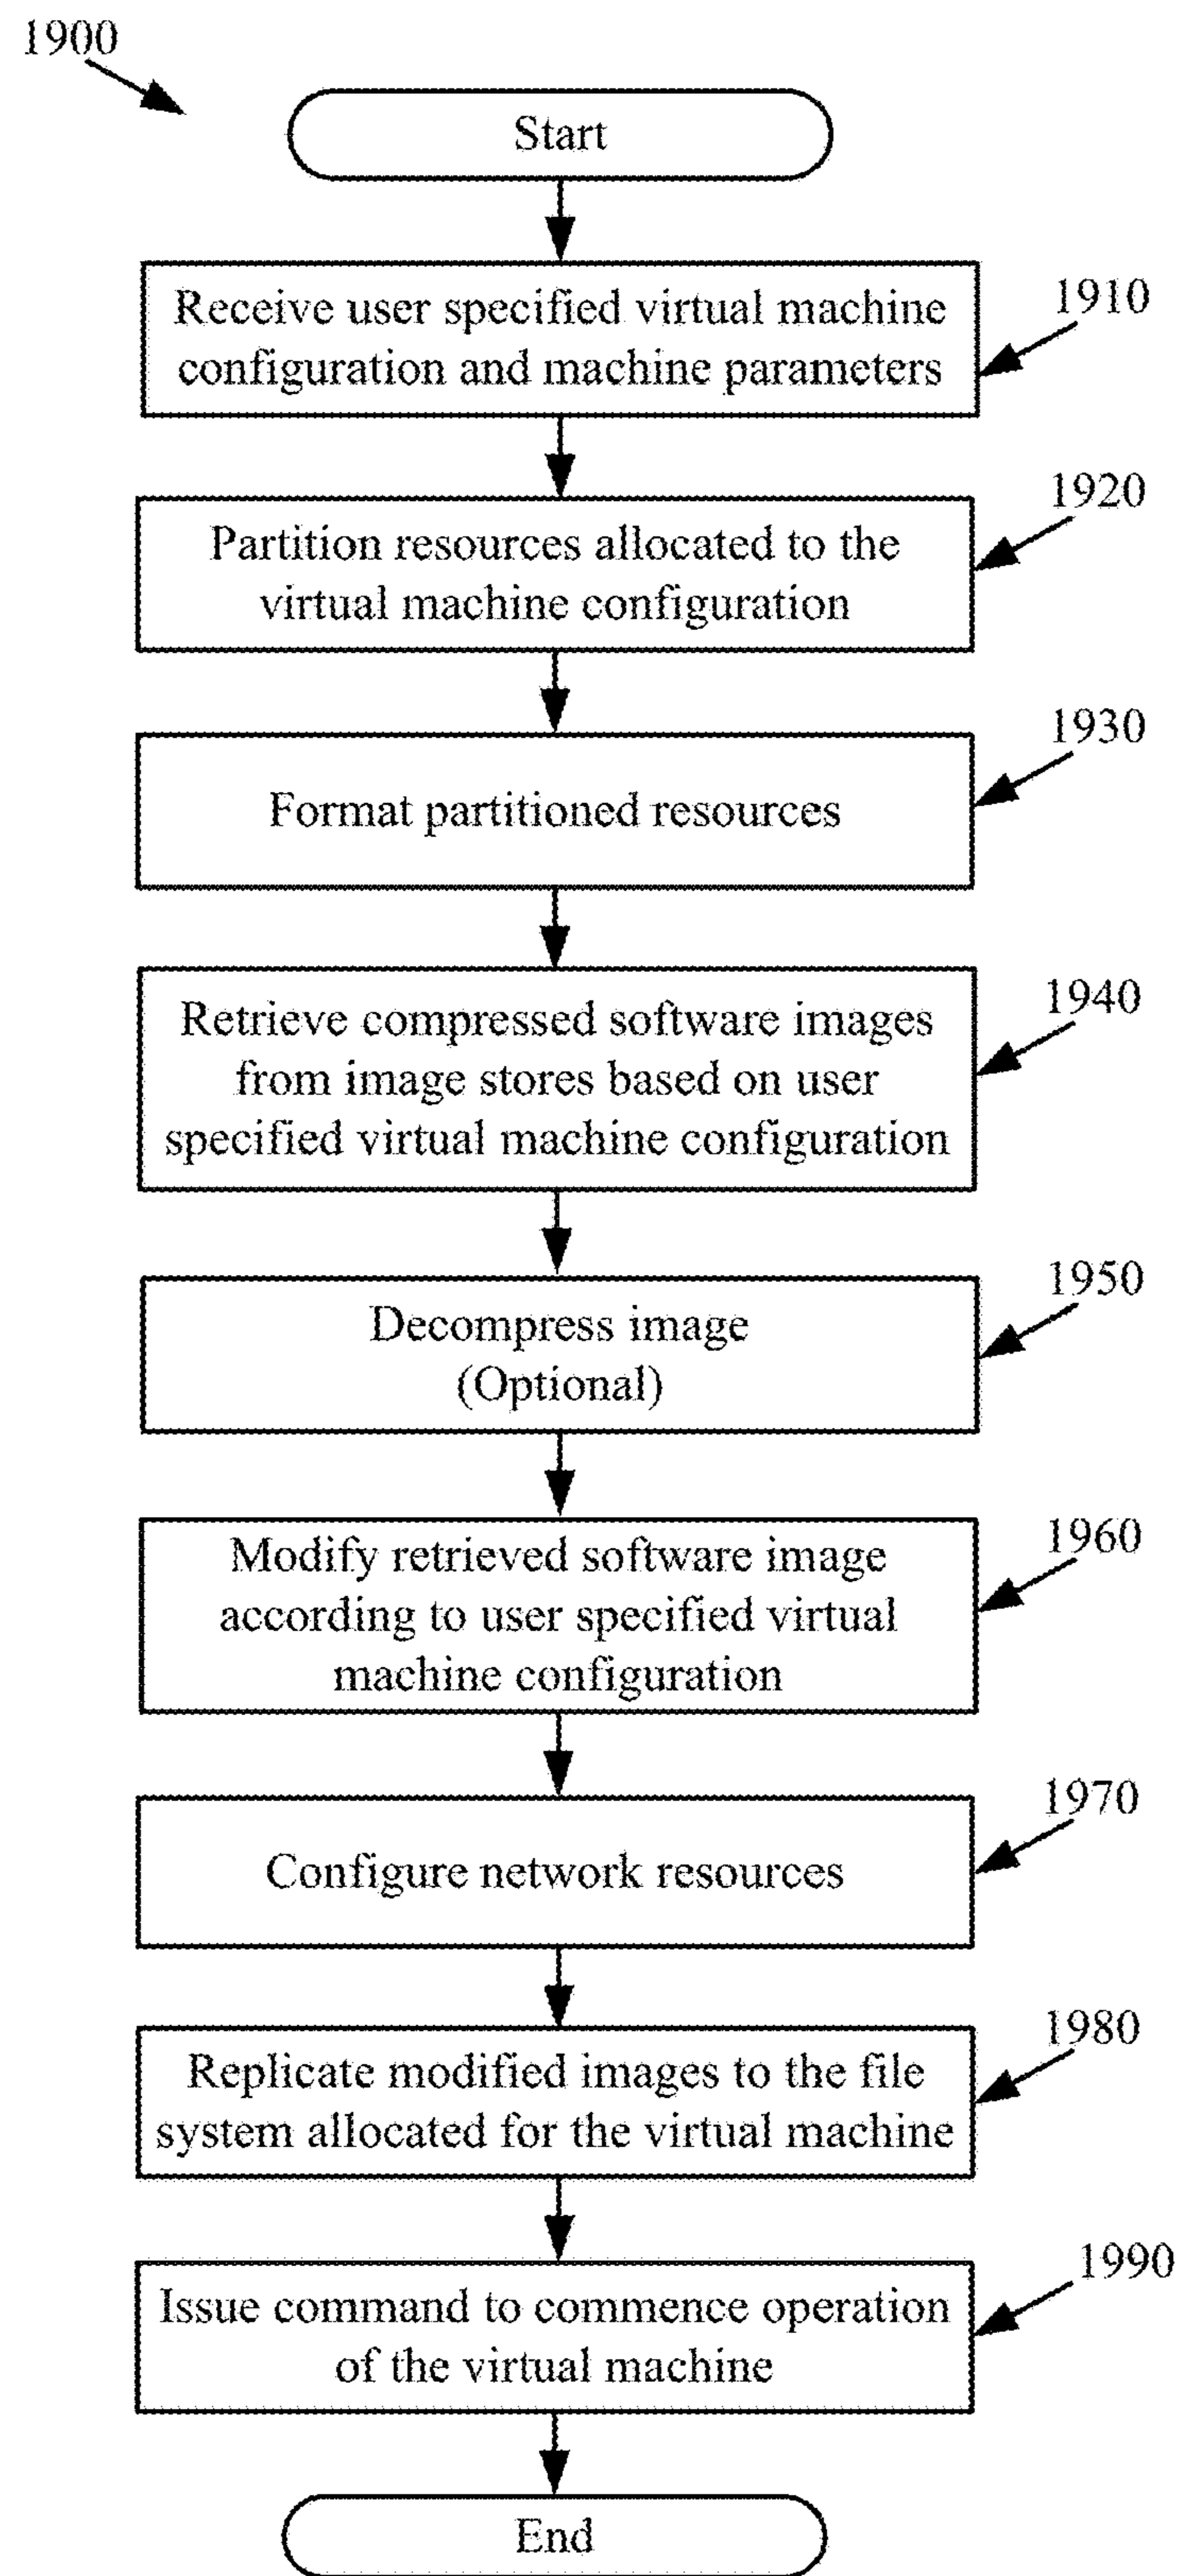 1900
Start
Receive user specified virtual machine
configuration and machine parameters
1910
Partition resources allocated to the
virtual machine configuration
1920
Format partitioned resources
1930
Retrieve compressed software images
from image stores based on user
specified virtual machine configuration
1940
Decompress image
(Optional)
1950
Modify retrieved software image
according to user specified virtual
machine configuration
1960
Configure network resources
1970
Replicate modified images to the file
system allocated for the virtual machine
1980
Issue command to commence operation
of the virtual machine
1990
End